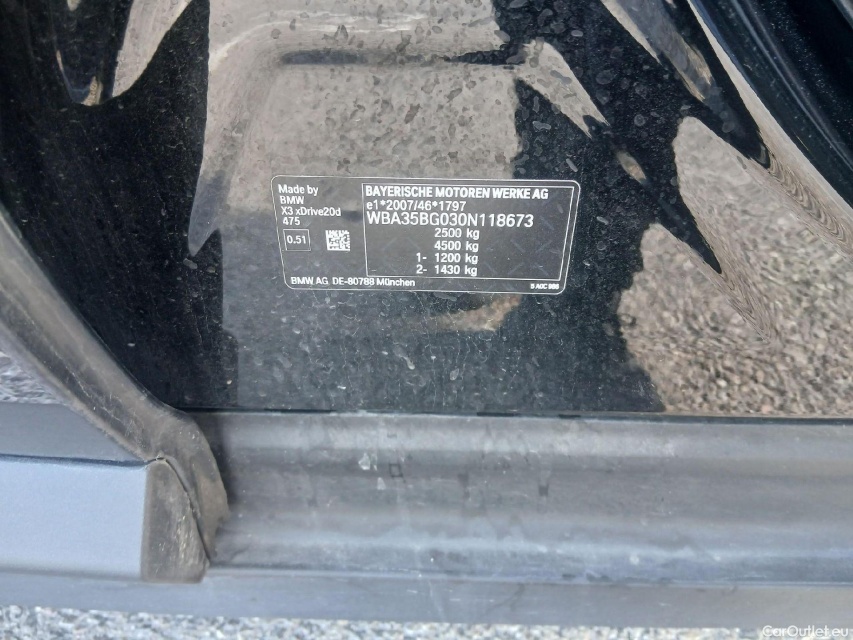 Made by
BMW
X3 xDrive20d
475
0.51
BAYERISCHE MOTOREN WERKE AG
e1*2007/46*1797
WBA35BG030N118673
2500 kg
4500 kg
1- 1200 kg
2- 1430 kg
BMW AG, DE-80788 München
CarOutlet.eu